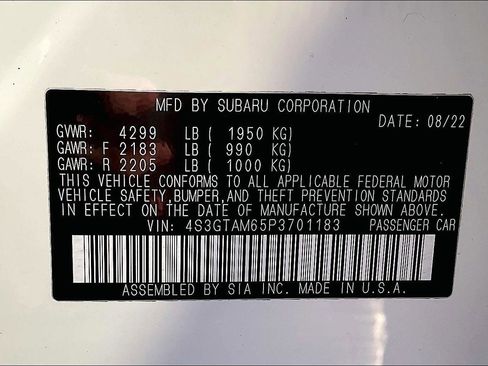 MFD BY SUBARU CORPORATION
DATE: 08/22
GVWR: 4299 LB ( 1950 KG)
GAWR: F 2183 LB ( 990 KG)
GAWR: R 2205 LB ( 1000 KG)
THIS VEHICLE CONFORMS TO ALL APPLICABLE FEDERAL MOTOR
VEHICLE SAFETY, BUMPER, AND THEFT PREVENTION STANDARDS
IN EFFECT ON THE DATE OF MANUFACTURE SHOWN ABOVE.
VIN: 4S3GTAM65P3701183 PASSENGER CAR
ASSEMBLED BY SIA INC. MADE IN U.S.A.